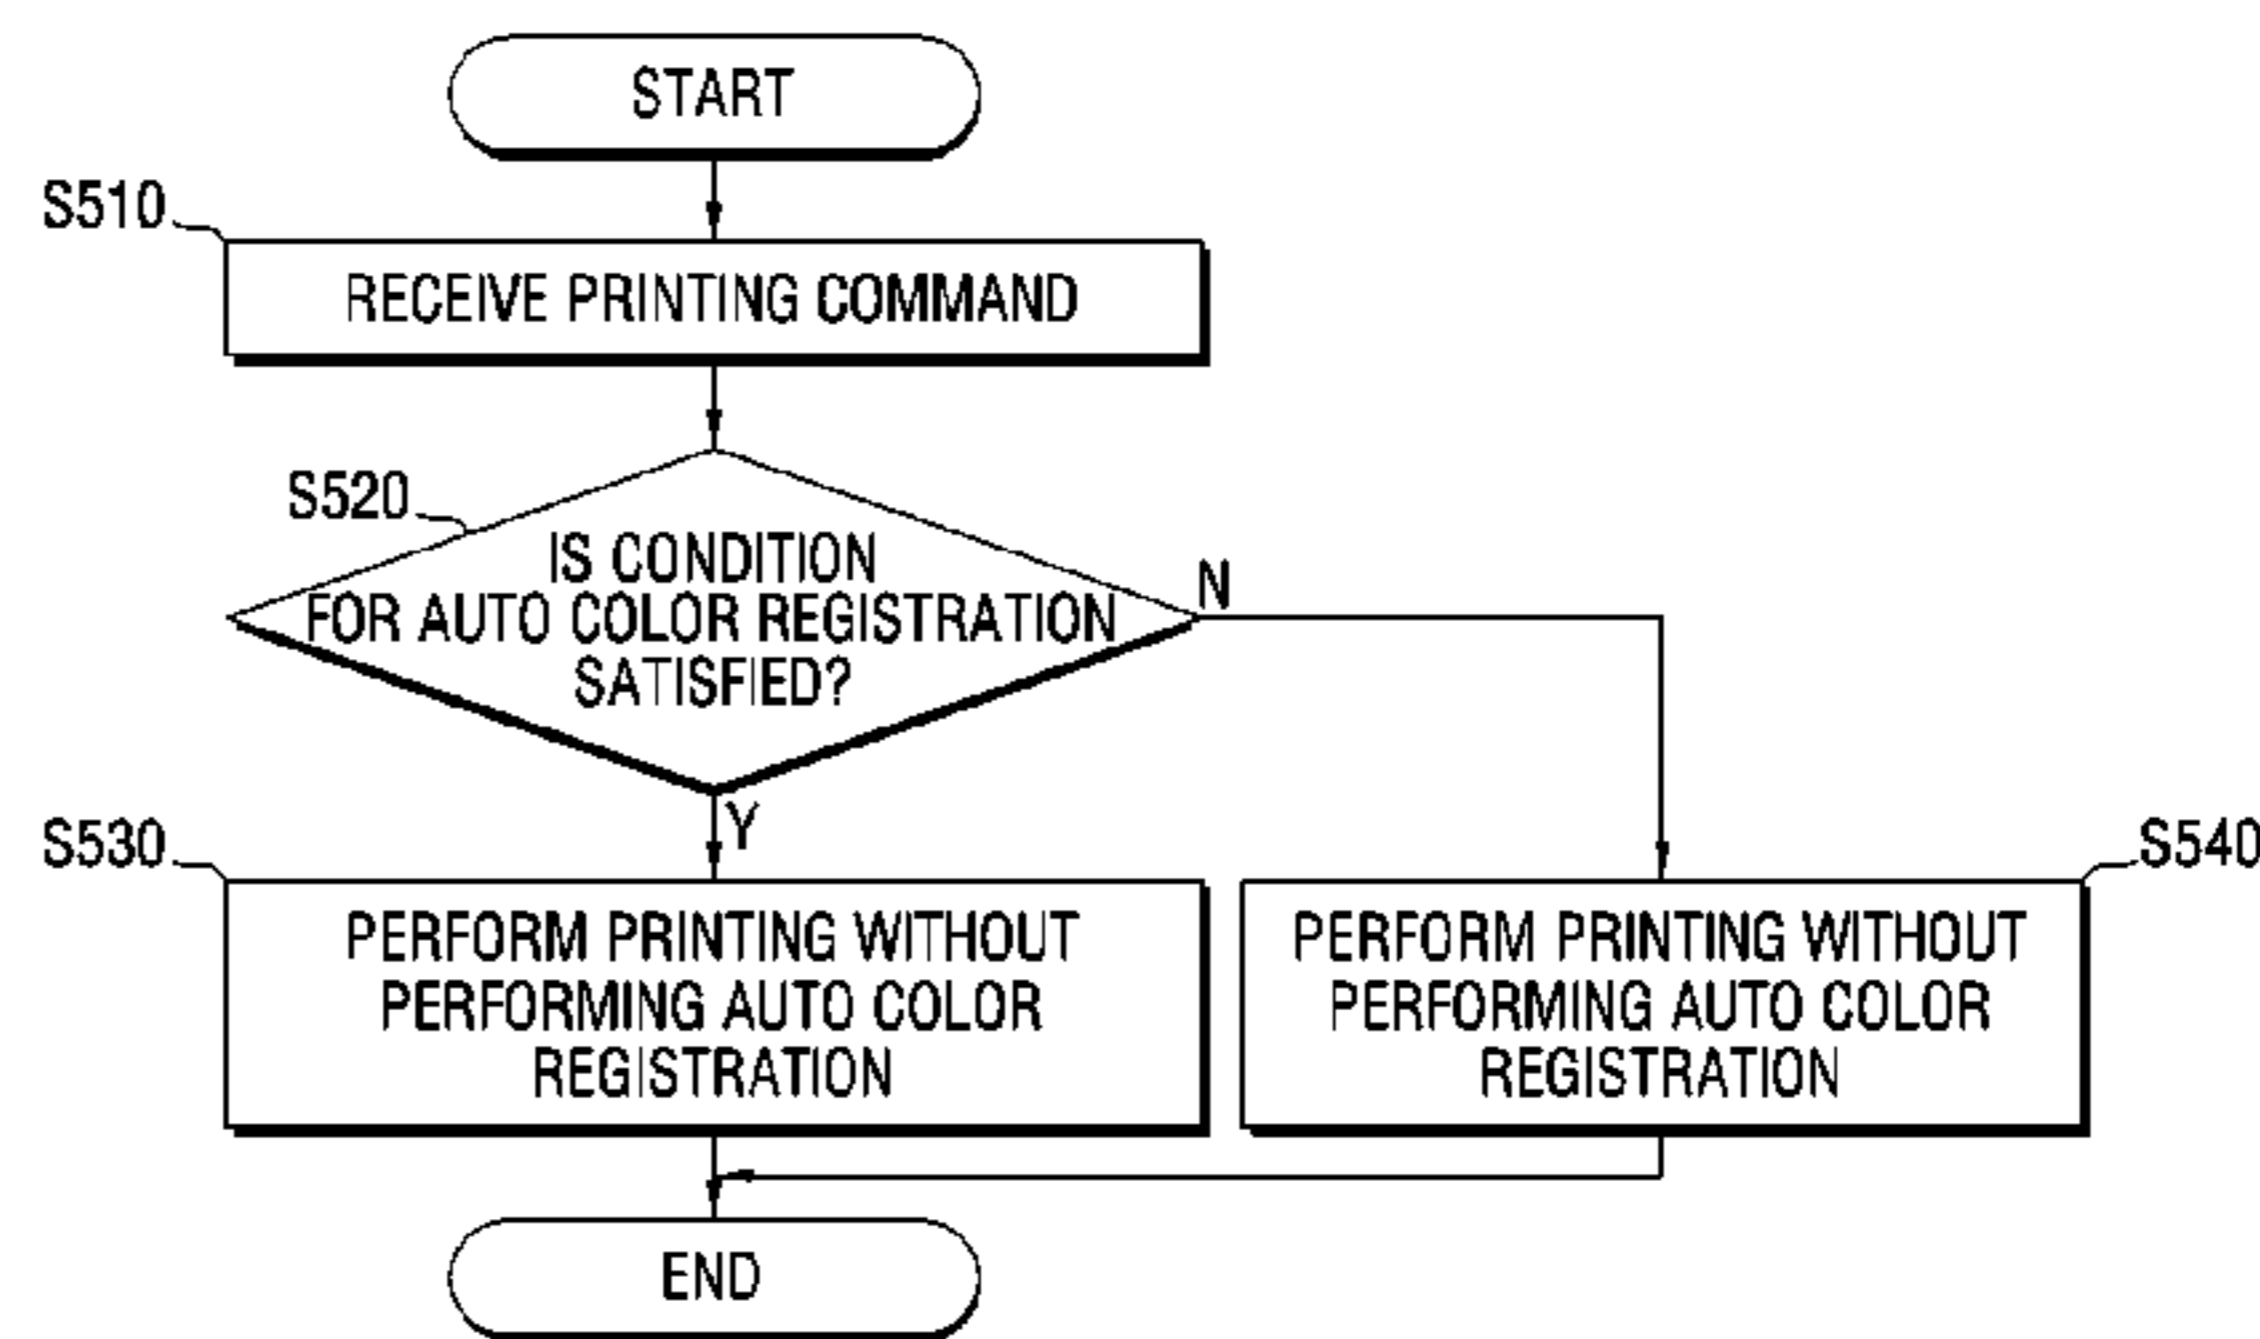 START
S510
RECEIVE PRINTING COMMAND
S520
IS CONDITION
FOR AUTO COLOR REGISTRATION
SATISFIED?
N
Y
S530
PERFORM PRINTING WITHOUT
PERFORMING AUTO COLOR
REGISTRATION
S540
PERFORM PRINTING WITHOUT
PERFORMING AUTO COLOR
REGISTRATION
END